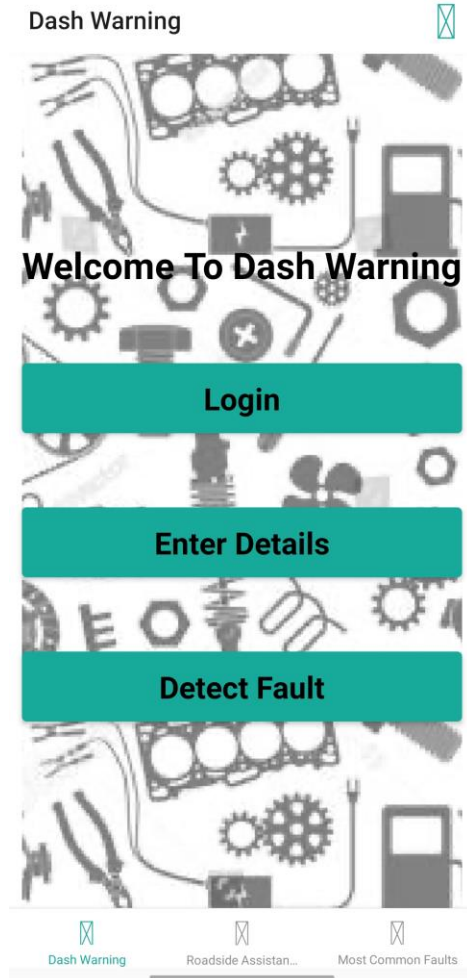 Dash Warning
Welcome To Dash Warning
Login
Enter Details
Detect Fault
Dash Warning
Roadside Assistan...
Most Common Faults